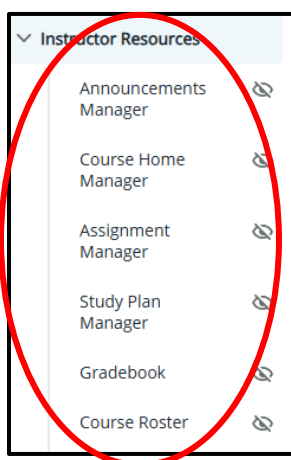 Instructor Resources
Announcements
Manager
Course Home
Manager
Assignment
Manager
Study Plan
Manager
Gradebook
Course Roster